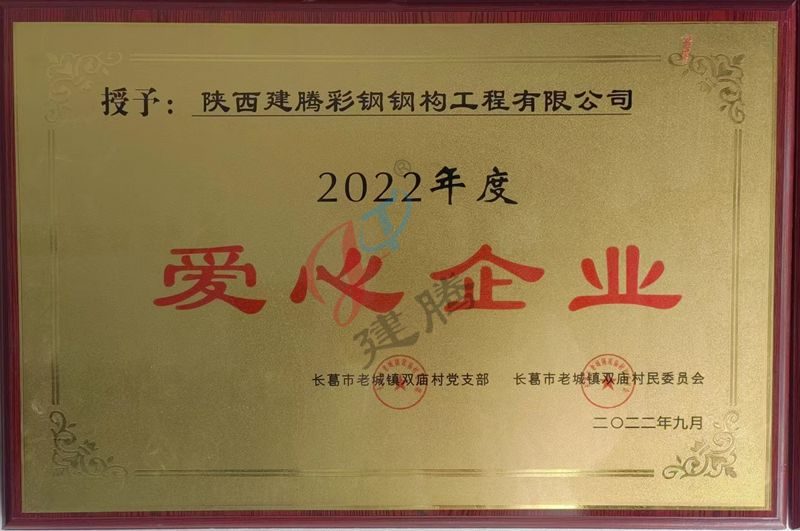 授予：陕西建腾彩钢钢构工程有限公司
2022年度
爱心企业
建腾
®
长葛市老城镇双庙村党支部 长葛市老城镇双庙村民委员会
二〇二二年九月